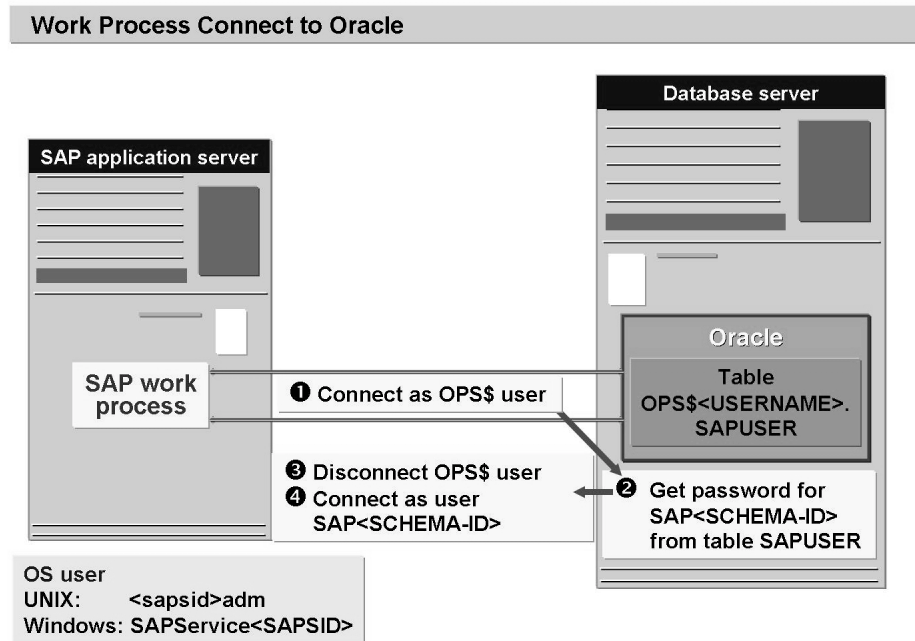 Work Process Connect to Oracle
Database server
SAP application server
Oracle
Table
OPS$<USERNAME>.
SAPUSER
SAP work
process
❶ Connect as OPS$ user
❷ Get password for
SAP<SCHEMA-ID>
from table SAPUSER
❸ Disconnect OPS$ user
❹ Connect as user
SAP<SCHEMA-ID>
OS user
UNIX: <sapsid>adm
Windows: SAPService<SAPSID>